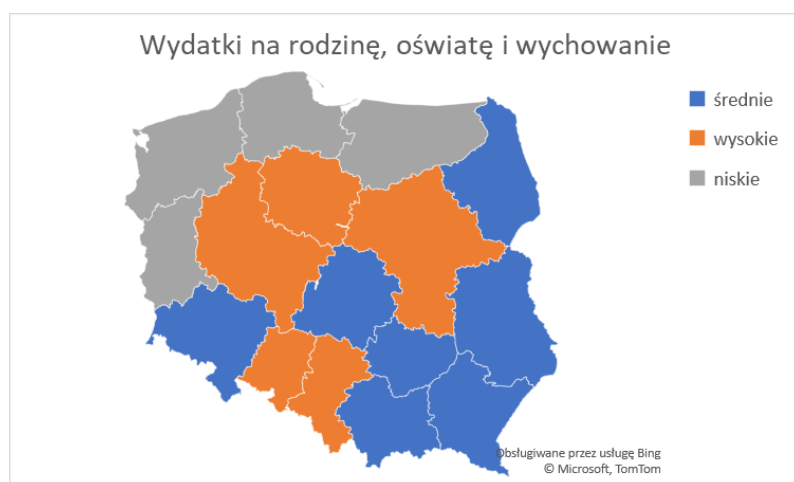 Wydatki na rodzinę, oświatę i wychowanie
średnie
wysokie
niskie
Obsługiwane przez usługę Bing
© Microsoft, TomTom